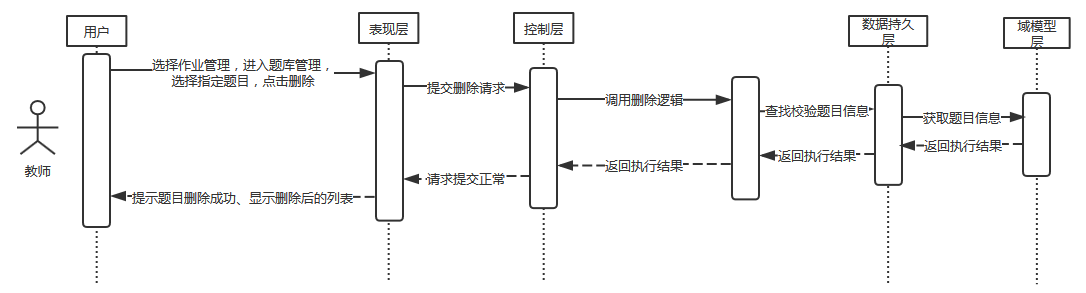 用户
表现层
控制层
数据持久
层
域模型
层
选择作业管理，进入题库管理，
选择指定题目，点击删除
提交删除请求
调用删除逻辑
查找校验题目信息
获取题目信息
返回执行结果
返回执行结果
返回执行结果
请求提交正常
提示题目删除成功、显示删除后的列表
教师